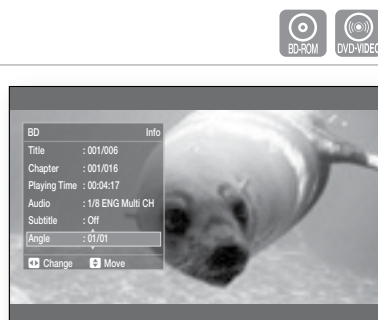 BD-ROM
DVD-VIDEO
BD Info
Title : 001/006
Chapter : 001/016
Playing Time : 00:04:17
Audio : 1/8 ENG Multi CH
Subtitle : Off
Angle : 01/01
Change Move